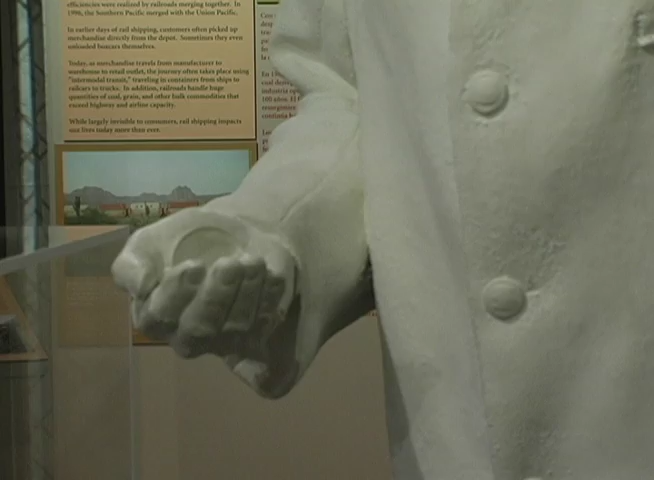 efficiencies were realized by railroads merging together. In
1996, the Southern Pacific merged with the Union Pacific.
In earlier days of rail shipping, customers often picked up
merchandise directly from the depot. Sometimes they even
unloaded boxcars themselves.
Today, as merchandise travels from manufacturer to
warehouse to retail outlet, the journey often takes place using
"intermodal transit," traveling in containers from ships to
railcars to trucks. In addition, railroads handle huge
quantities of coal, grain, and other bulk commodities that
exceed highway and airline capacity.
While largely invisible to consumers, rail shipping impacts
our lives today more than ever.